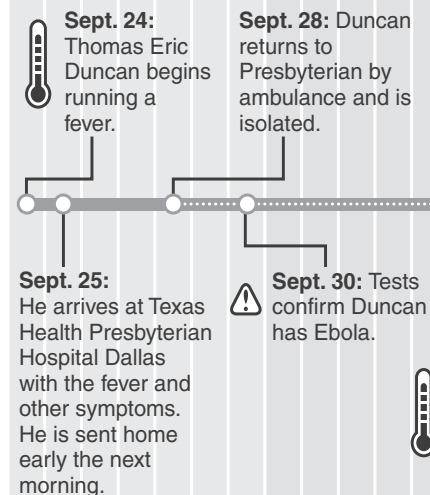 Sept. 24:
Thomas Eric
Duncan begins
running a
fever.
Sept. 28: Duncan
returns to
Presbyterian by
ambulance and is
isolated.
Sept. 25:
He arrives at Texas
Health Presbyterian
Hospital Dallas
with the fever and
other symptoms.
He is sent home
early the next
morning.
Sept. 30: Tests
confirm Duncan
has Ebola.